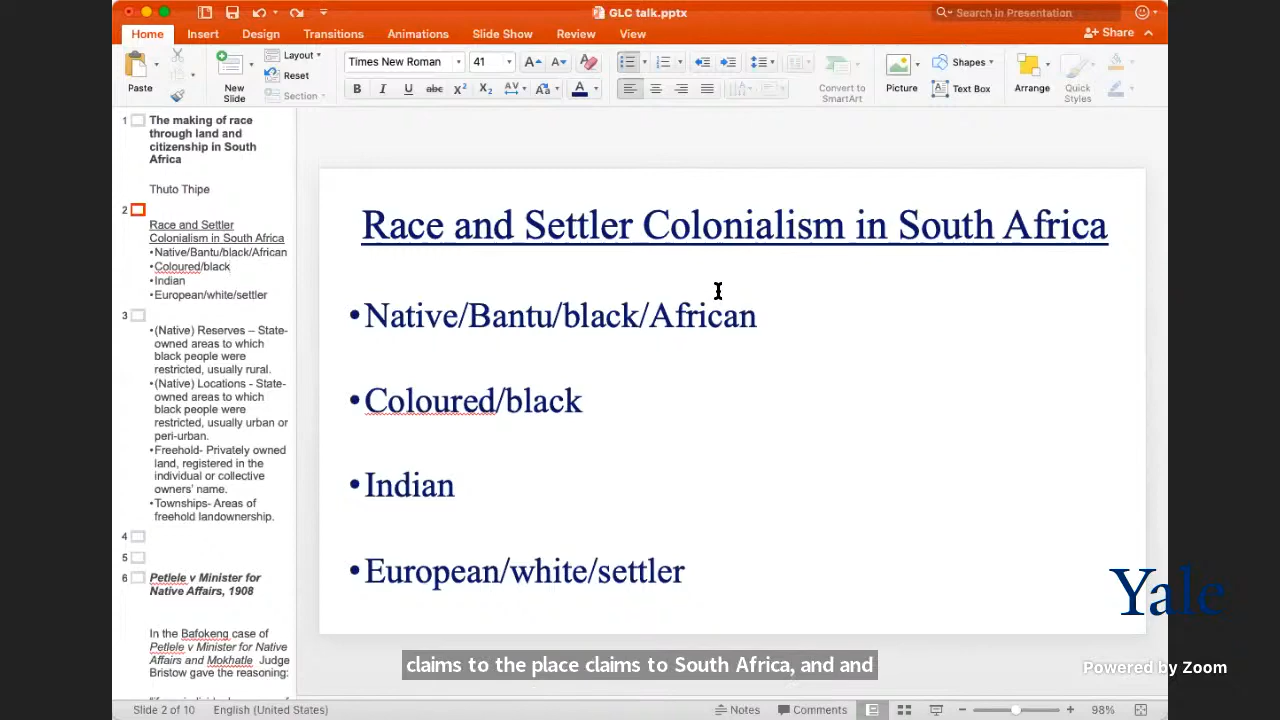 GLC talk.pptx
Search in Presentation
Home Insert Design Transitions Animations Slide Show Review View
Share
Paste
New Slide
Layout
Reset
Section
Times New Roman 41
Convert to SmartArt
Picture
Shapes
Text Box
Arrange
Quick Styles
1 The making of race
through land and
citizenship in South
Africa
Thuto Thipe
2
Race and Settler
Colonialism in South Africa
•Native/Bantu/black/African
•Coloured/black
•Indian
•European/white/settler
3
•(Native) Reserves – State-
owned areas to which
black people were
restricted, usually rural.
•(Native) Locations - State-
owned areas to which
black people were
restricted, usually urban or
peri-urban.
•Freehold- Privately owned
land, registered in the
individual or collective
owners' name.
•Townships- Areas of
freehold landownership.
4
5
6 Petlele v Minister for
Native Affairs, 1908
In the Bafokeng case of
Petlele v Minister for Native
Affairs and Mokhatle Judge
Bristow gave the reasoning:
Race and Settler Colonialism in South Africa
•Native/Bantu/black/African
•Coloured/black
•Indian
•European/white/settler
Yale
claims to the place claims to South Africa, and and
Powered by Zoom
Slide 2 of 10 English (United States) Notes Comments 98%